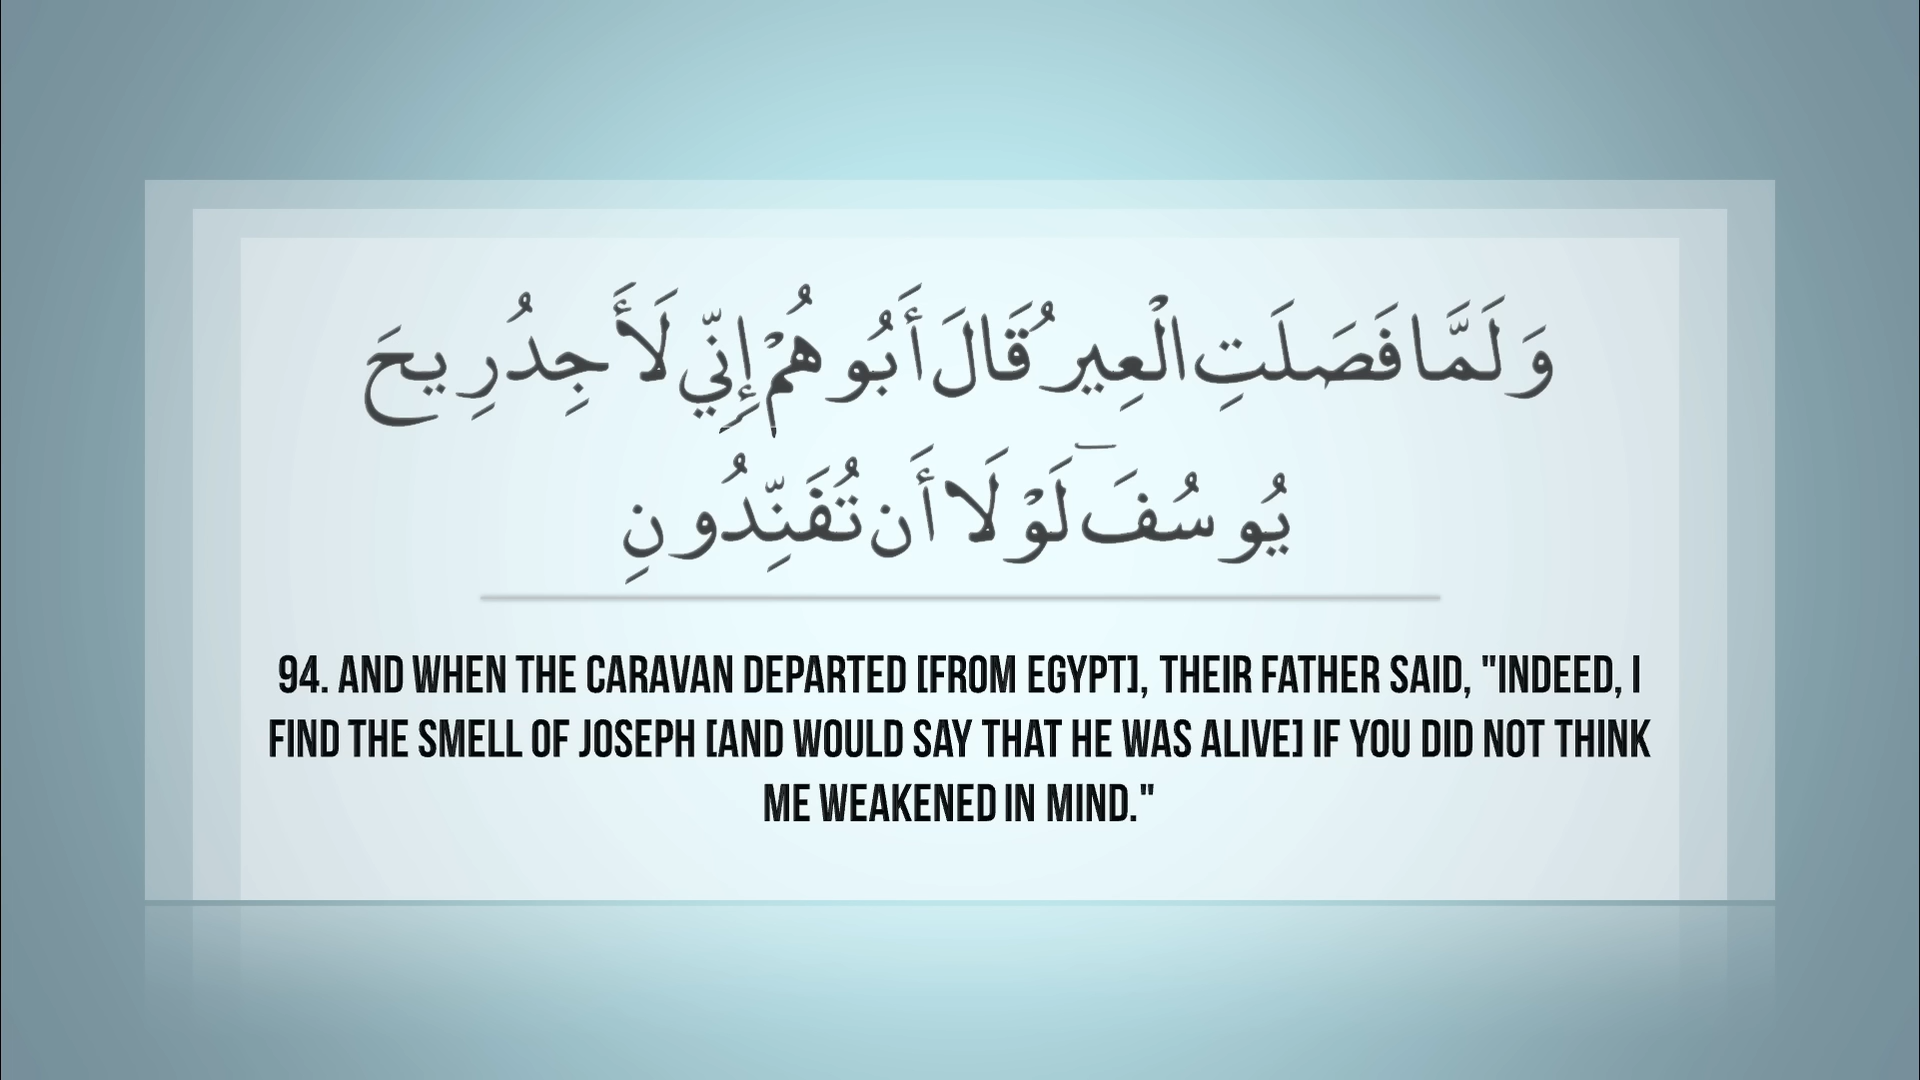 وَلَمَّا فَصَلَتِ الْعِيرُ قَالَ أَبُوهُمْ إِنِّي لَأَجِدُ رِيحَ
يُوسُفَ ۖ لَوْلَا أَن تُفَنِّدُونِ
94. AND WHEN THE CARAVAN DEPARTED [FROM EGYPT], THEIR FATHER SAID, "INDEED, I
FIND THE SMELL OF JOSEPH [AND WOULD SAY THAT HE WAS ALIVE] IF YOU DID NOT THINK
ME WEAKENED IN MIND."